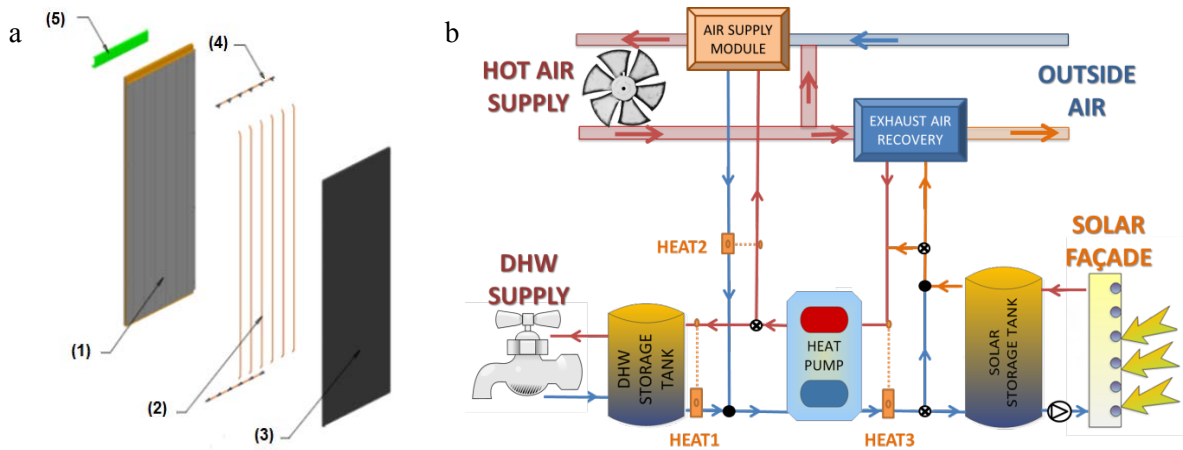 a
(5)
(4)
(1)
(2)
(3)
b
AIR SUPPLY
MODULE
HOT AIR
SUPPLY
OUTSIDE
AIR
EXHAUST AIR
RECOVERY
HEAT2
SOLAR
FAÇADE
DHW
SUPPLY
DHW
STORAGE
TANK
HEAT
PUMP
SOLAR
STORAGE TANK
HEAT1
HEAT3